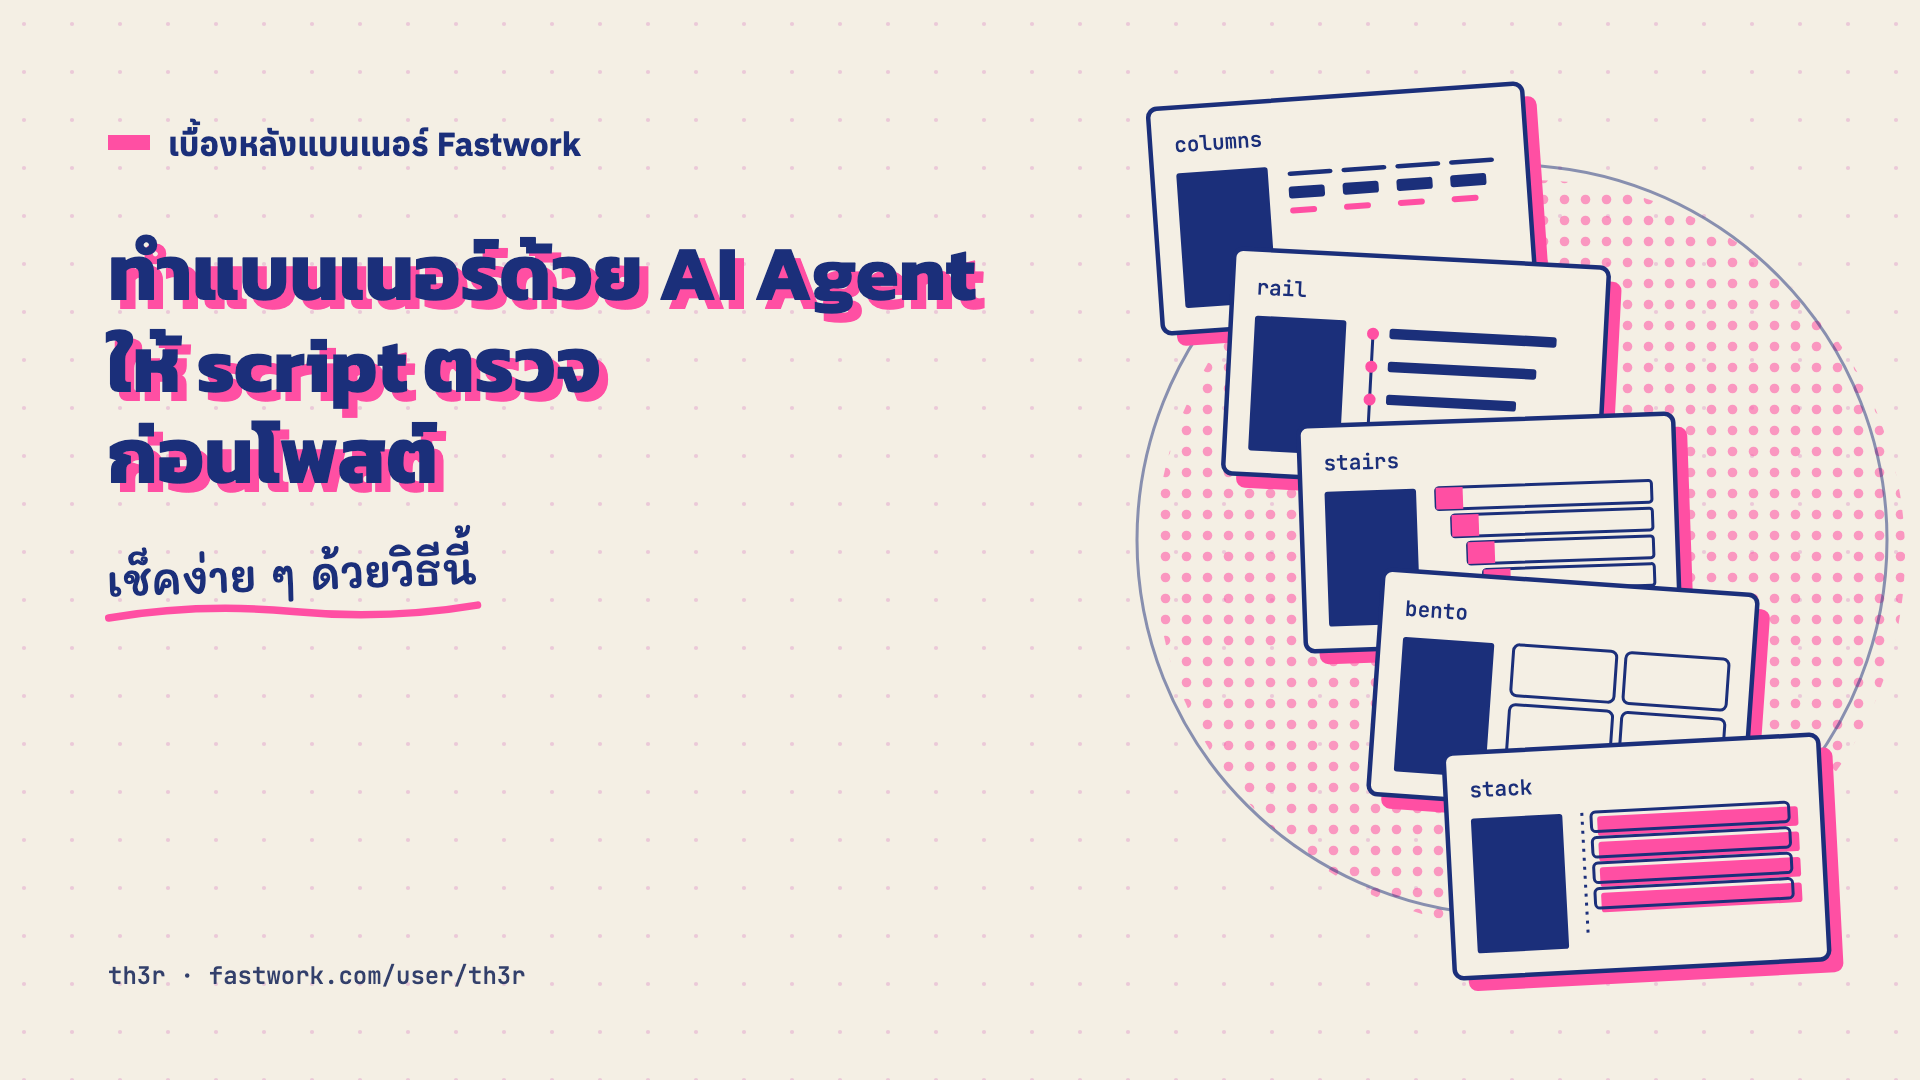 เบื้องหลังแบนเนอร์ Fastwork
ทำแบนเนอร์ด้วย AI Agent
ให้ script ตรวจ
ก่อนโพสต์
เช็คง่าย ๆ ด้วยวิธีนี้
th3r · fastwork.com/user/th3r
columns
rail
stairs
bento
stack